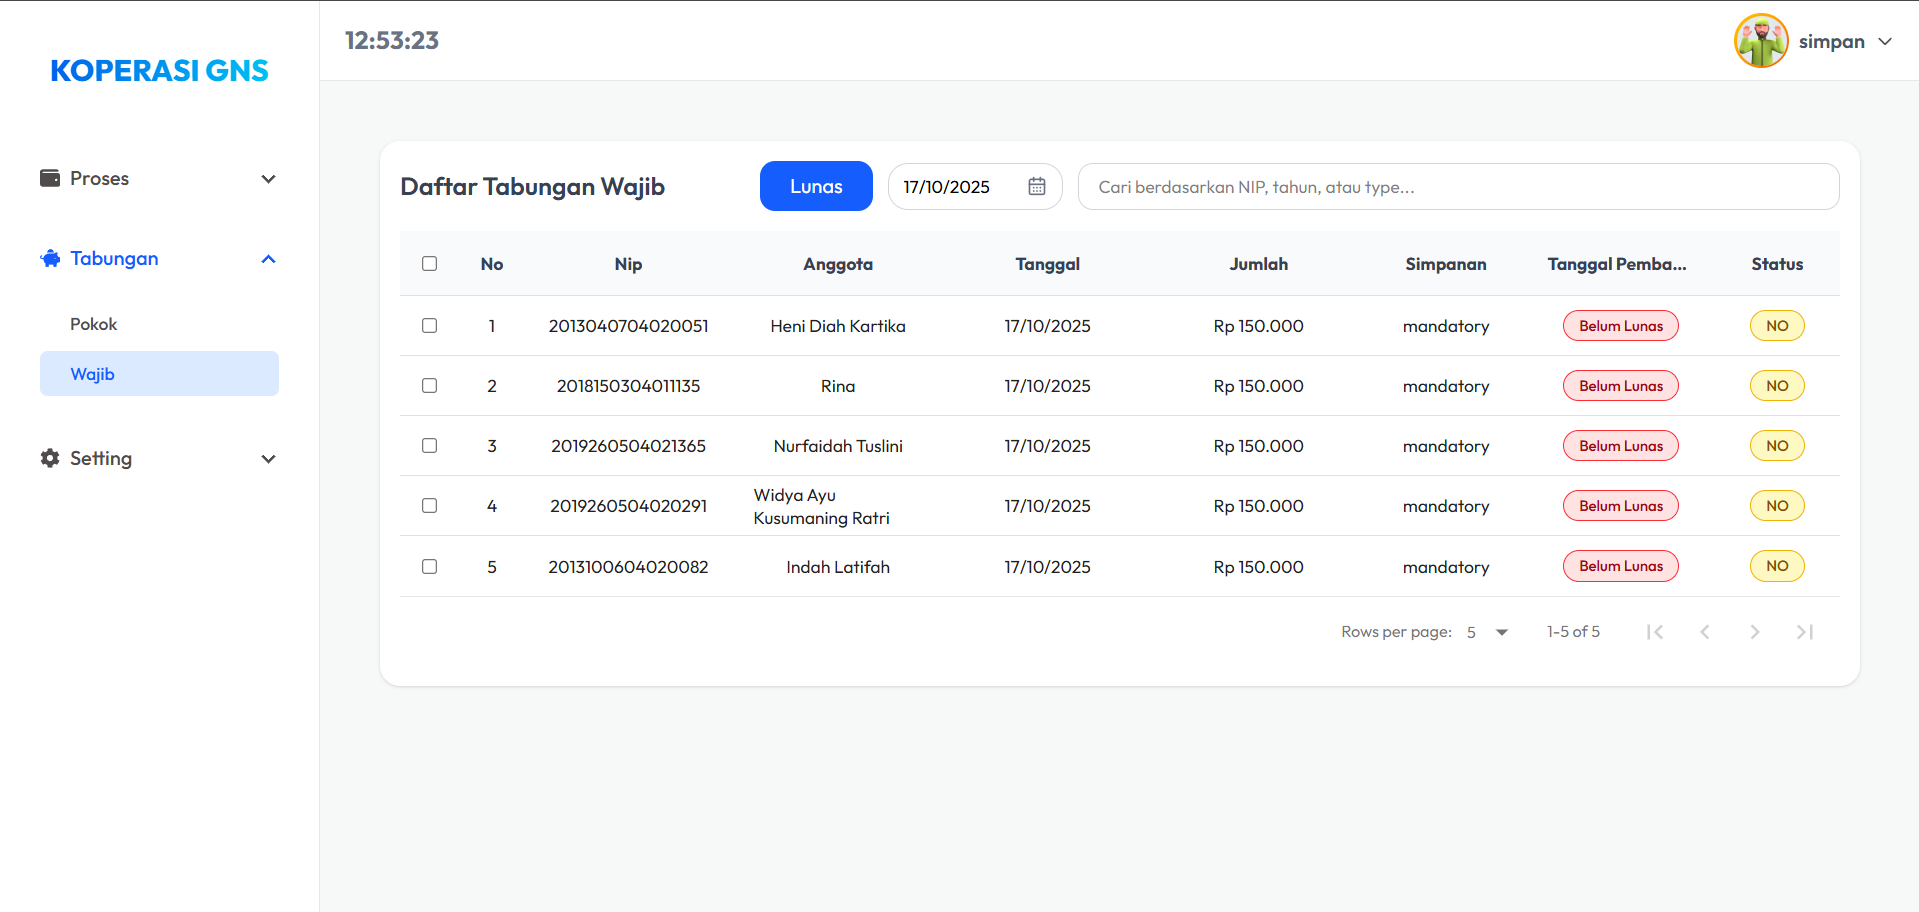 12:53:23
simpan
KOPERASI GNS
Proses
Tabungan
Pokok
Wajib
Setting
Daftar Tabungan Wajib
Lunas
17/10/2025
Cari berdasarkan NIP, tahun, atau type...
No Nip Anggota Tanggal Jumlah Simpanan Tanggal Pemba... Status
1 2013040704020051 Heni Diah Kartika 17/10/2025 Rp 150.000 mandatory Belum Lunas NO
2 2018150304011135 Rina 17/10/2025 Rp 150.000 mandatory Belum Lunas NO
3 2019260504021365 Nurfaidah Tuslini 17/10/2025 Rp 150.000 mandatory Belum Lunas NO
4 2019260504020291 Widya Ayu Kusumaning Ratri 17/10/2025 Rp 150.000 mandatory Belum Lunas NO
5 2013100604020082 Indah Latifah 17/10/2025 Rp 150.000 mandatory Belum Lunas NO
Rows per page: 5 1-5 of 5